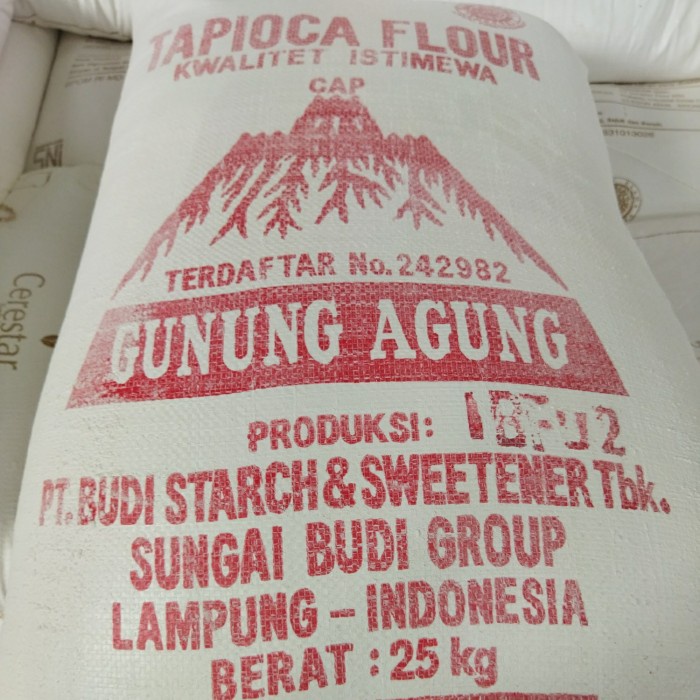 TAPIOCA FLOUR
KWALITET ISTIMEWA
CAP
TERDAFTAR No. 242982
GUNUNG AGUNG
PRODUKSI:
PT. BUDI STARCH & SWEETENER Tbk.
SUNGAI BUDI GROUP
LAMPUNG – INDONESIA
BERAT : 25 kg
Cerestar